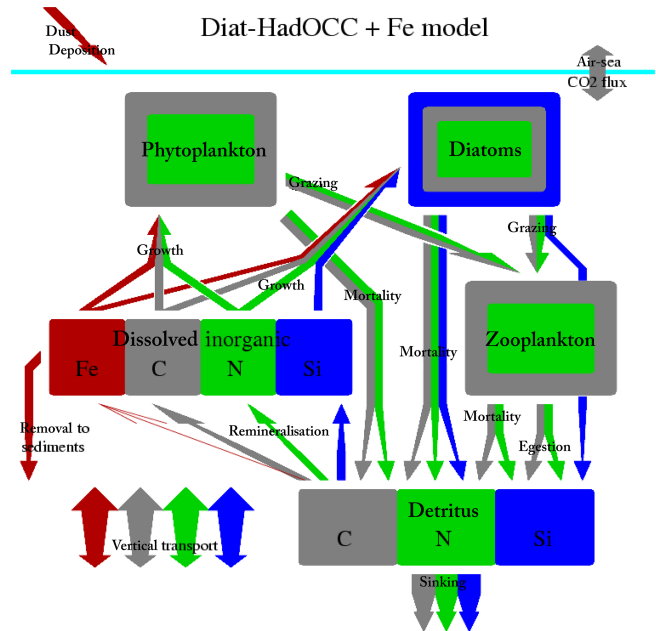 Diat-HadOCC + Fe model
Dust
Deposition
Air-sea
CO2 flux
Phytoplankton
Diatoms
Grazing
Grazing
Growth
Growth
Mortality
Mortality
Dissolved inorganic
Fe C N Si
Zooplankton
Removal to
sediments
Remineralisation
Mortality
Egestion
Detritus
C N Si
Vertical transport
Sinking